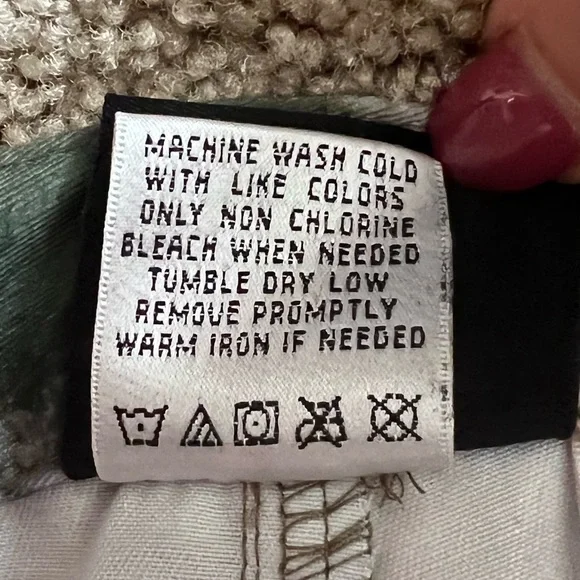 MACHINE WASH COLD
WITH LIKE COLORS
ONLY NON CHLORINE
BLEACH WHEN NEEDED
TUMBLE DRY LOW
REMOVE PROMPTLY
WARM IRON IF NEEDED